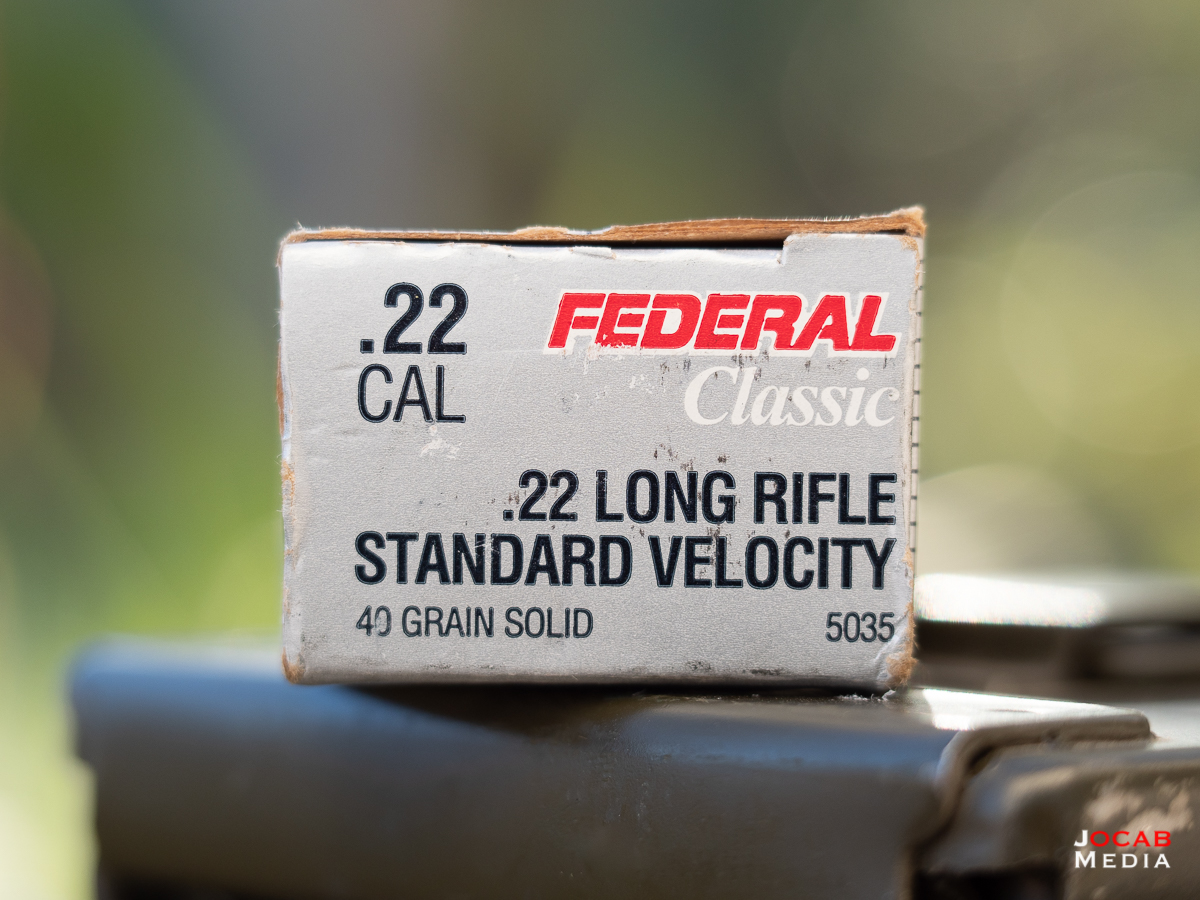 .22
CAL
FEDERAL
Classic
.22 LONG RIFLE
STANDARD VELOCITY
40 GRAIN SOLID
5035
JOCAB
MEDIA